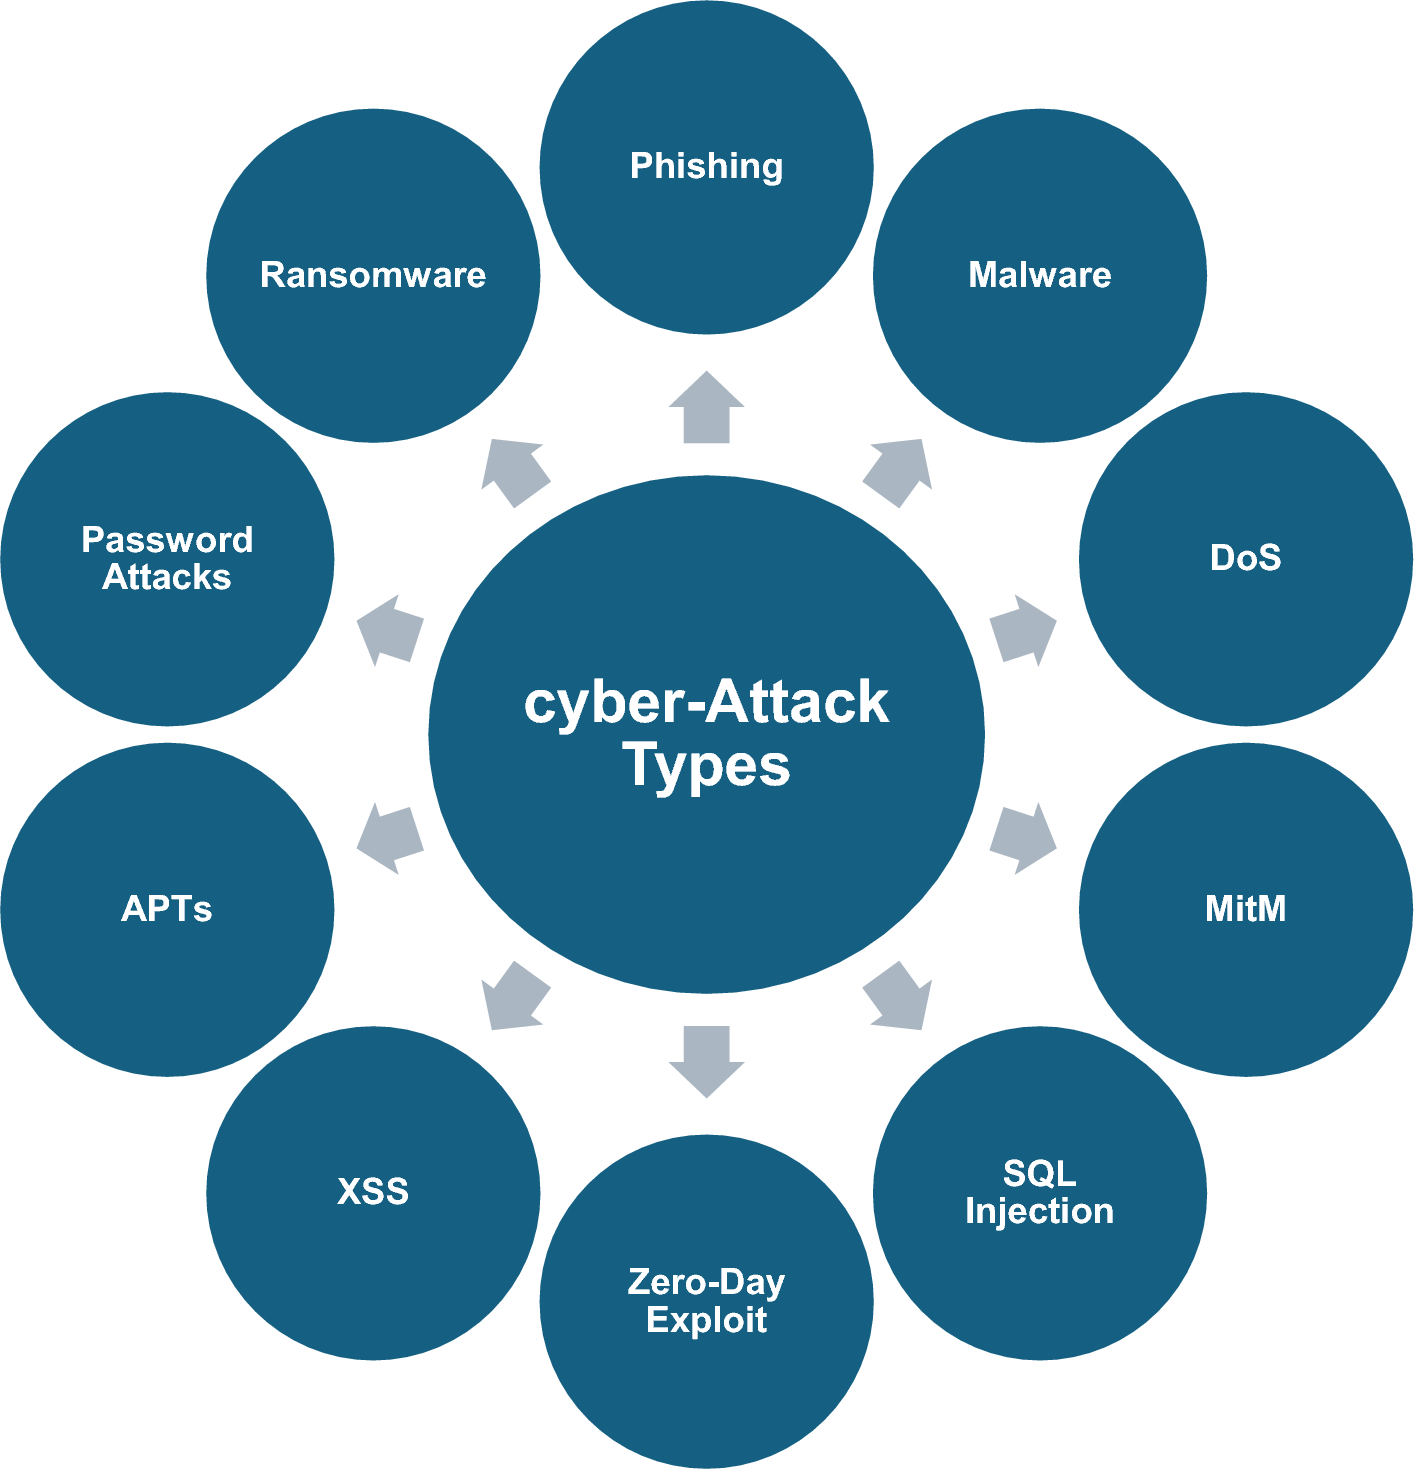 Phishing
Ransomware
Malware
Password
Attacks
DoS
cyber-Attack
Types
APTs
MitM
XSS
SQL
Injection
Zero-Day
Exploit